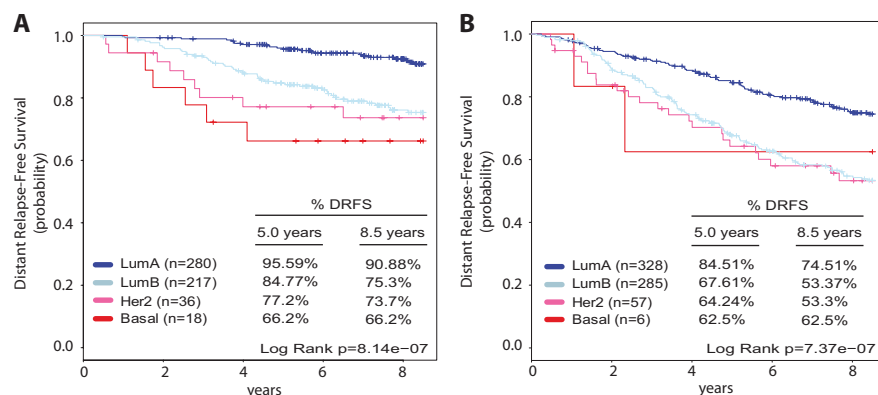 A
Distant Relapse-Free Survival
(probability)
1.0
0.8
0.6
0.4
0.2
0.0
% DRFS
5.0 years 8.5 years
LumA (n=280) 95.59% 90.88%
LumB (n=217) 84.77% 75.3%
Her2 (n=36) 77.2% 73.7%
Basal (n=18) 66.2% 66.2%
Log Rank p=8.14e−07
0 2 4 6 8
years
B
Distant Relapse-Free Survival
(probability)
1.0
0.8
0.6
0.4
0.2
0.0
% DRFS
5.0 years 8.5 years
LumA (n=328) 84.51% 74.51%
LumB (n=285) 67.61% 53.37%
Her2 (n=57) 64.24% 53.3%
Basal (n=6) 62.5% 62.5%
Log Rank p=7.37e−07
0 2 4 6 8
years